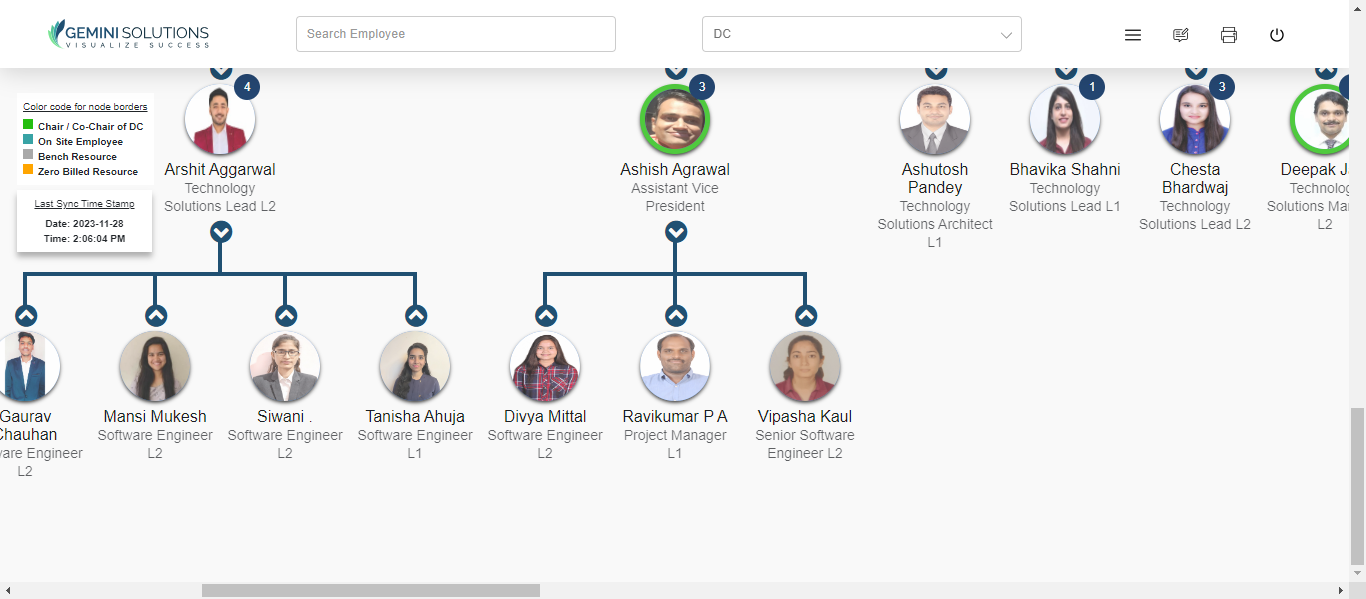 GEMINI SOLUTIONS
VISUALIZE SUCCESS
Search Employee
DC
Color code for node borders
Chair / Co-Chair of DC
On Site Employee
Bench Resource
Zero Billed Resource
Last Sync Time Stamp
Date: 2023-11-28
Time: 2:06:04 PM
4
Arshit Aggarwal
Technology
Solutions Lead L2
3
Ashish Agrawal
Assistant Vice
President
Ashutosh
Pandey
Technology
Solutions Architect
L1
1
Bhavika Shahni
Technology
Solutions Lead L1
3
Chesta
Bhardwaj
Technology
Solutions Lead L2
Deepak
Solutions
L2
Gaurav
Chauhan
Engineer
L2
Mansi Mukesh
Software Engineer
L2
Siwani .
Software Engineer
L2
Tanisha Ahuja
Software Engineer
L1
Divya Mittal
Software Engineer
L2
Ravikumar P A
Project Manager
L1
Vipasha Kaul
Senior Software
Engineer L2